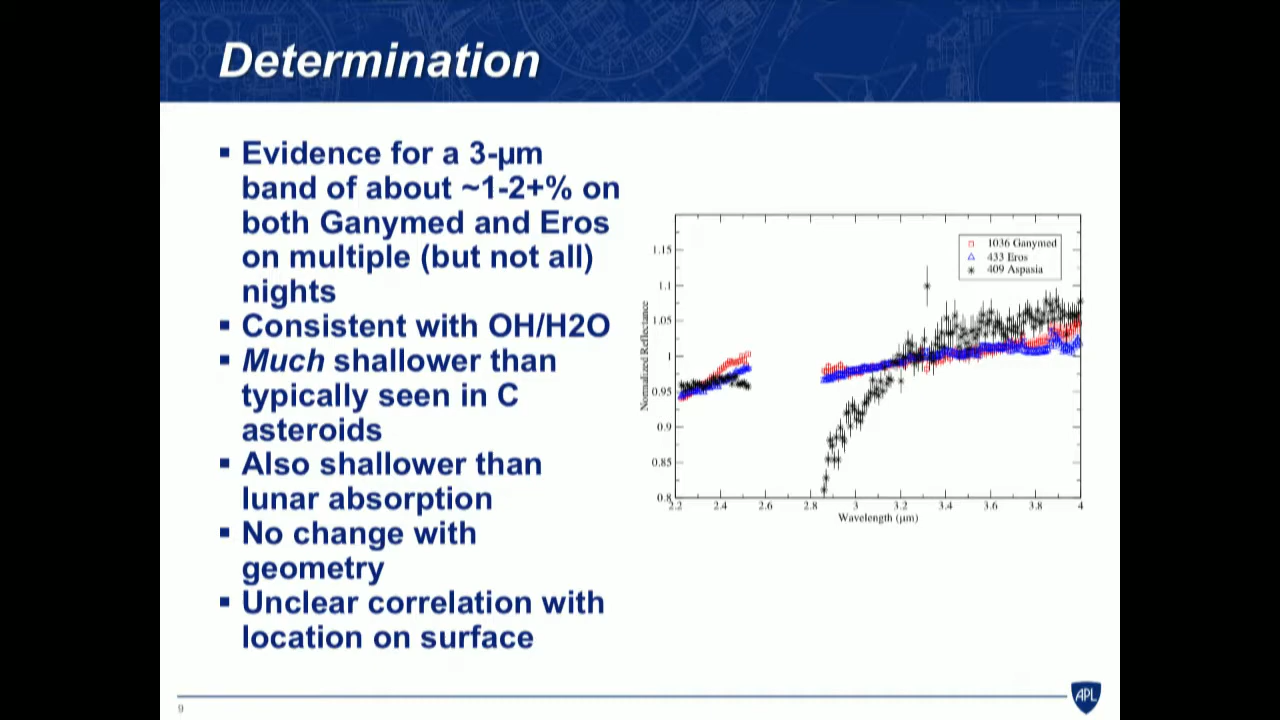 Determination
▪ Evidence for a 3-µm
band of about ~1-2+% on
both Ganymed and Eros
on multiple (but not all)
nights
▪ Consistent with OH/H2O
▪ Much shallower than
typically seen in C
asteroids
▪ Also shallower than
lunar absorption
▪ No change with
geometry
▪ Unclear correlation with
location on surface
1036 Ganymed
433 Eros
409 Aspasia
Normalized Reflectance
1.15
1.1
1.05
1
0.95
0.9
0.85
0.8
2.2 2.4 2.6 2.8 3 3.2 3.4 3.6 3.8 4
Wavelength (µm)
9
APL